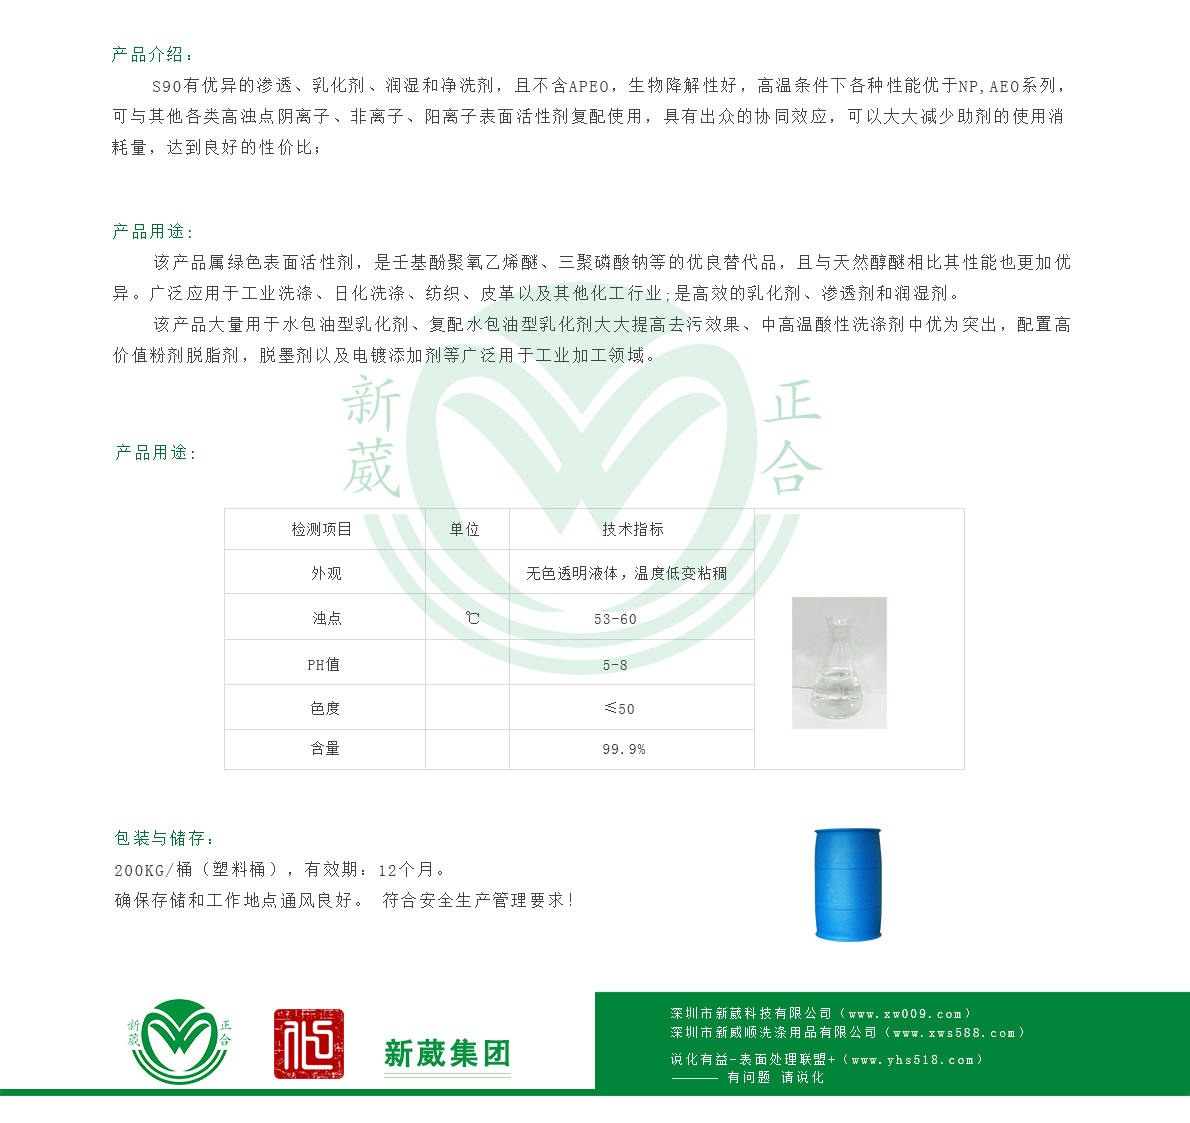 产品介绍：
S90有优异的渗透、乳化剂、润湿和净洗剂，且不含APEO，生物降解性好，高温条件下各种性能优于NP,AEO系列，
可与其他各类高浊点阴离子、非离子、阳离子表面活性剂复配使用，具有出众的协同效应，可以大大减少助剂的使用消
耗量，达到良好的性价比；
产品用途:
该产品属绿色表面活性剂，是壬基酚聚氧乙烯醚、三聚磷酸钠等的优良替代品，且与天然醇醚相比其性能也更加优
异。广泛应用于工业洗涤、日化洗涤、纺织、皮革以及其他化工行业;是高效的乳化剂、渗透剂和润湿剂。
该产品大量用于水包油型乳化剂、复配水包油型乳化剂大大提高去污效果、中高温酸性洗涤剂中优为突出，配置高
价值粉剂脱脂剂，脱墨剂以及电镀添加剂等广泛用于工业加工领域。
新葳 正合
产品用途:
检测项目 单位 技术指标
外观 无色透明液体，温度低变粘稠
浊点 ℃ 53-60
PH值 5-8
色度 ≤50
含量 99.9%
包装与储存：
200KG/桶（塑料桶），有效期：12个月。
确保存储和工作地点通风良好。 符合安全生产管理要求！
新葳 正合
新葳集团
深圳市新葳科技有限公司（www.xw009.com）
深圳市新威顺洗涤用品有限公司（www.xws588.com）
说化有益-表面处理联盟+（www.yhs518.com）
—— 有问题 请说化